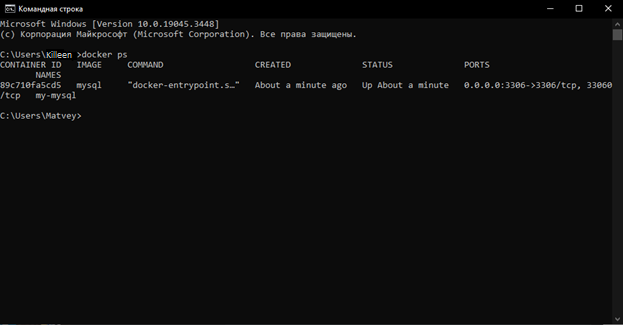 Командная строка
Microsoft Windows [Version 10.0.19045.3448]
(c) Корпорация Майкрософт (Microsoft Corporation). Все права защищены.
C:\Users\Killeen >docker ps
CONTAINER ID   IMAGE     COMMAND                  CREATED              STATUS              PORTS
NAMES
89c710fa5cd5   mysql     "docker-entrypoint.s…"   About a minute ago   Up About a minute   0.0.0.0:3306->3306/tcp, 33060
/tcp   my-mysql
C:\Users\Matvey>